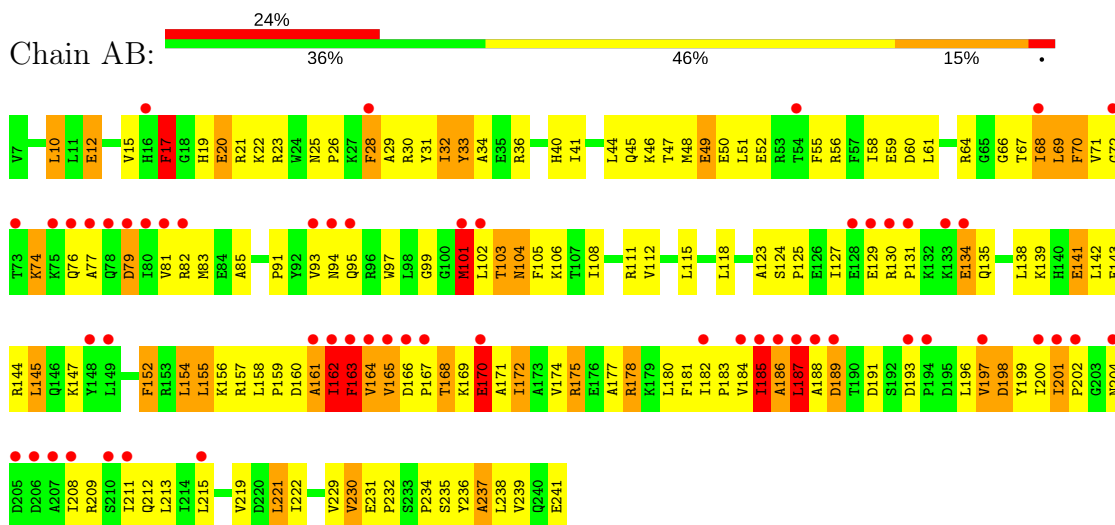 24%
Chain AB:
36% 46% 15% •
V7 L10 L11 E12 V15 H16 F17 G18 H19 E20 R21 K22 R23 W24 N25 P26 K27 F28 A29 R30 Y31 I32 Y33 A34 E35 R36 H40 I41 L44 Q45 K46 T47 M48 E49 E50 L51 E52 R53 T54 F55 R56 F57 I58 E59 D60 L61 R64 G65 G66 T67 I68 L69 F70 V71 G72
T73 K74 K75 Q76 A77 Q78 D79 I80 V81 R82 M83 E84 A85 P91 Y92 V93 N94 Q95 R96 W97 L98 G99 G100 M101 L102 T103 N104 F105 K106 T107 I108 R111 V112 L115 L118 A123 S124 P125 E126 I127 E128 E129 R130 P131 K132 K133 E134 Q135 L138 K139 H140 E141 L142 E143
R144 L145 Q146 K147 Y148 L149 F152 R153 L154 L155 K156 R157 L158 P159 D160 A161 I162 F163 V164 V165 D166 P167 T168 K169 E170 A171 I172 A173 V174 R175 E176 A177 R178 K179 L180 F181 I182 P183 V184 I185 A186 L187 A188 D189 T190 D191 S192 D193 P194 D195 L196 V197 D198 Y199 I200 I201 P202 G203 N204
D205 D206 A207 I208 R209 S210 I211 Q212 L213 I214 L215 V219 D220 L221 I222 V229 V230 E231 P232 S233 P234 S235 Y236 A237 L238 V239 Q240 E241